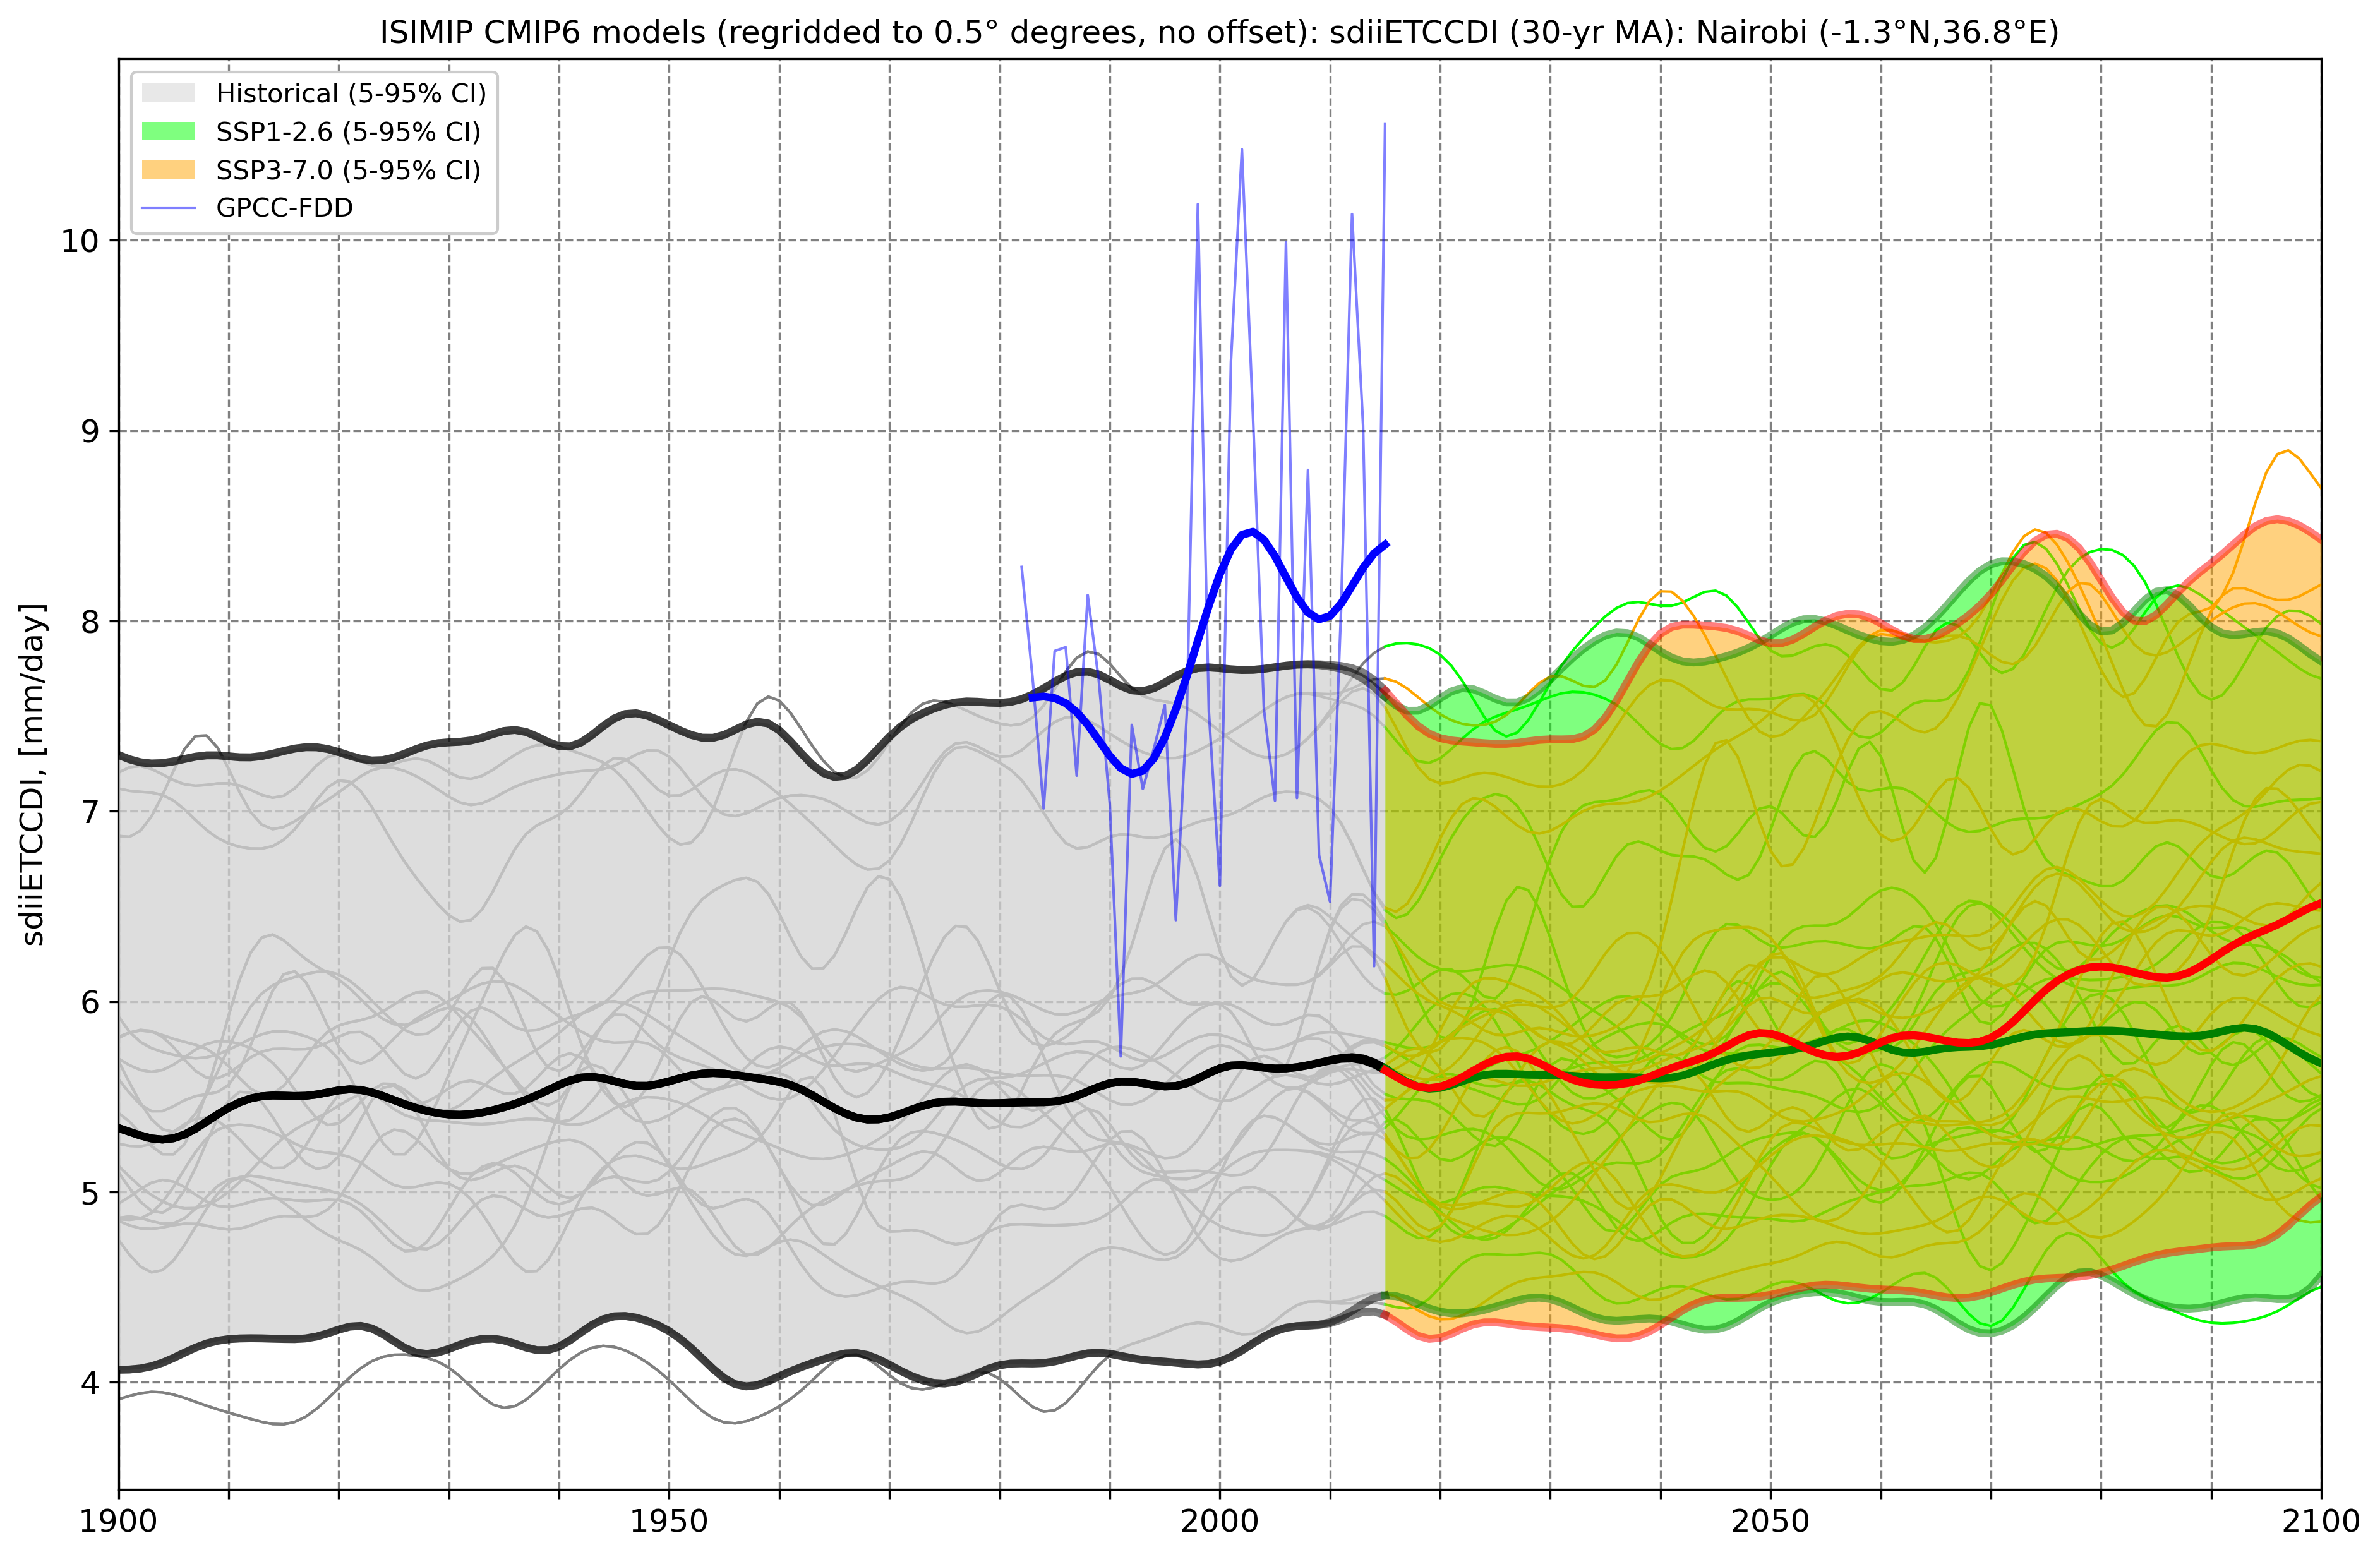 ISIMIP CMIP6 models (regridded to 0.5° degrees, no offset): sdiiETCCDI (30-yr MA): Nairobi (-1.3°N,36.8°E)
Historical (5-95% CI)
SSP1-2.6 (5-95% CI)
SSP3-7.0 (5-95% CI)
GPCC-FDD
sdiiETCCDI, [mm/day]
10
9
8
7
6
5
4
1900 1950 2000 2050 2100